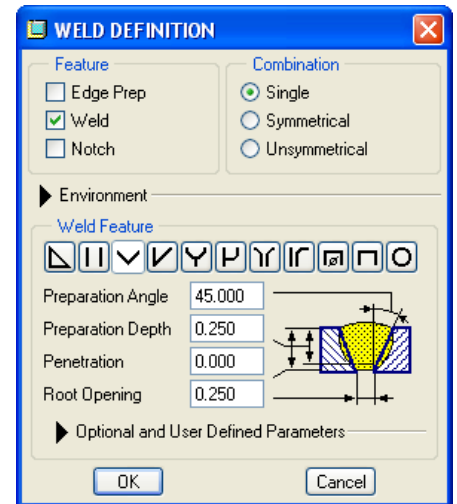 WELD DEFINITION
Feature
Combination
Edge Prep
Single
Weld
Symmetrical
Notch
Unsymmetrical
Environment
Weld Feature
Preparation Angle 45.000
Preparation Depth 0.250
Penetration 0.000
Root Opening 0.250
Optional and User Defined Parameters
OK
Cancel